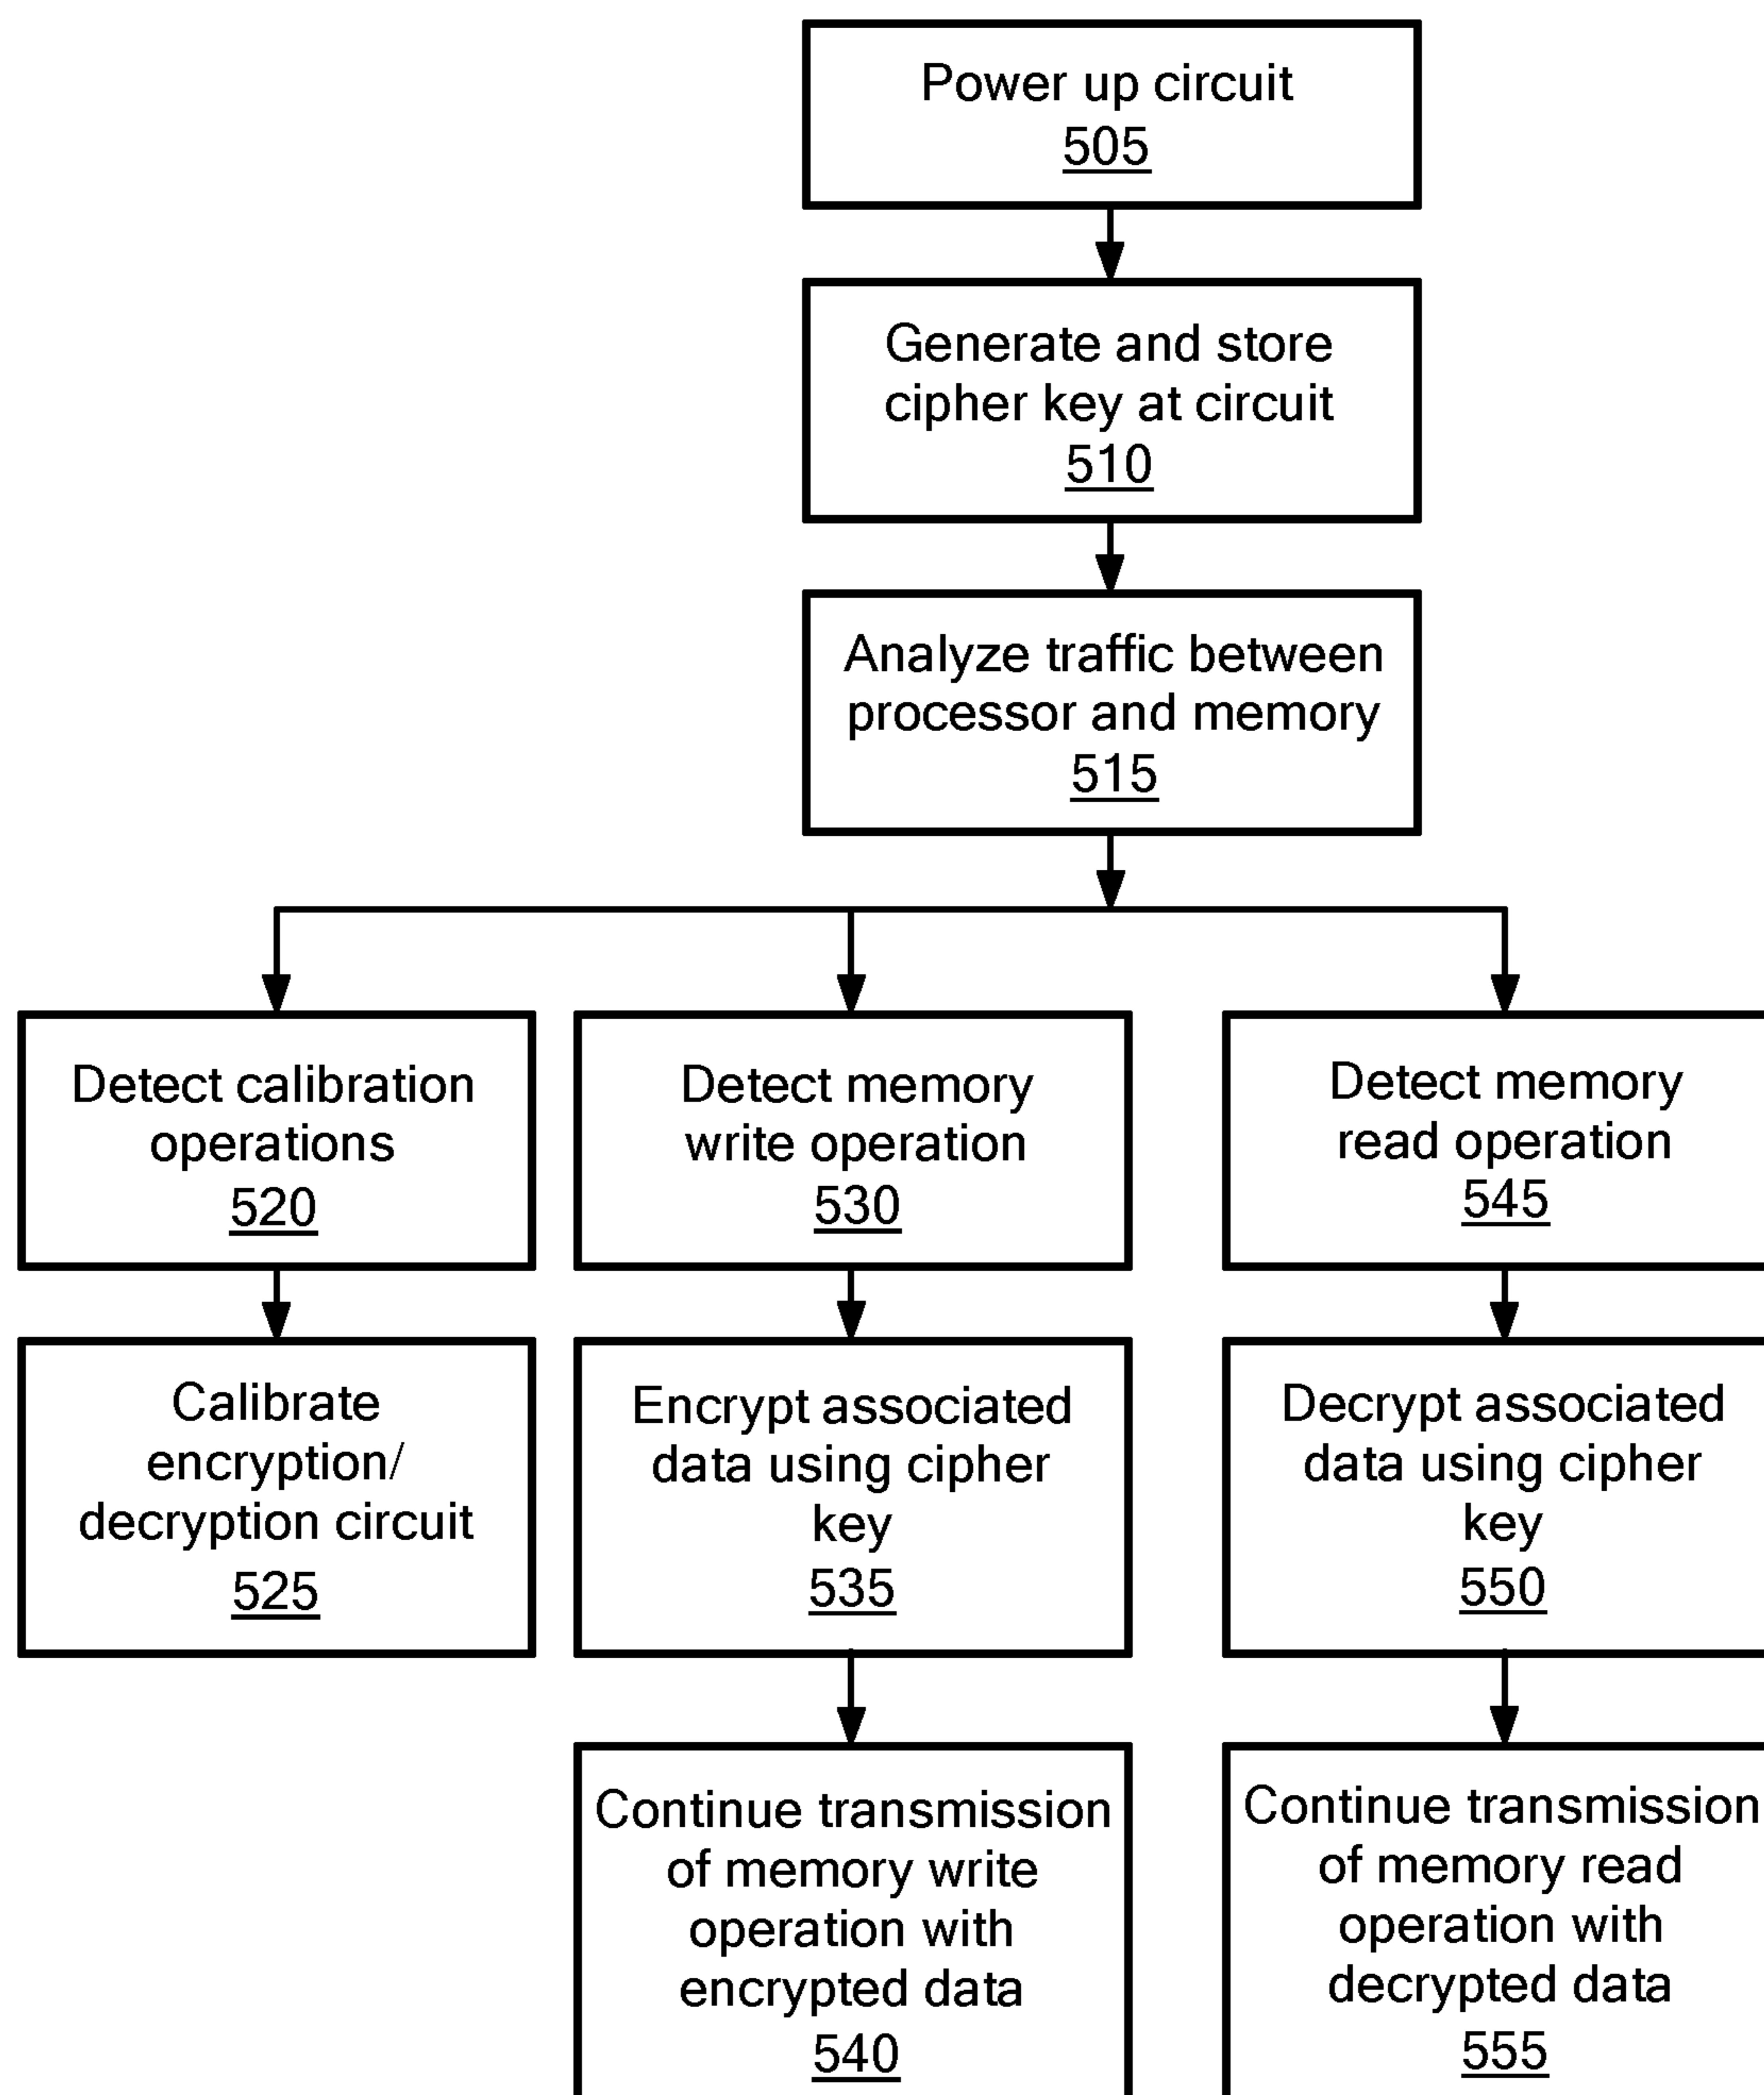 Power up circuit
505
Generate and store
cipher key at circuit
510
Analyze traffic between
processor and memory
515
Detect calibration
operations
520
Detect memory
write operation
530
Detect memory
read operation
545
Calibrate
encryption/
decryption circuit
525
Encrypt associated
data using cipher
key
535
Decrypt associated
data using cipher
key
550
Continue transmission
of memory write
operation with
encrypted data
540
Continue transmission
of memory read
operation with
decrypted data
555